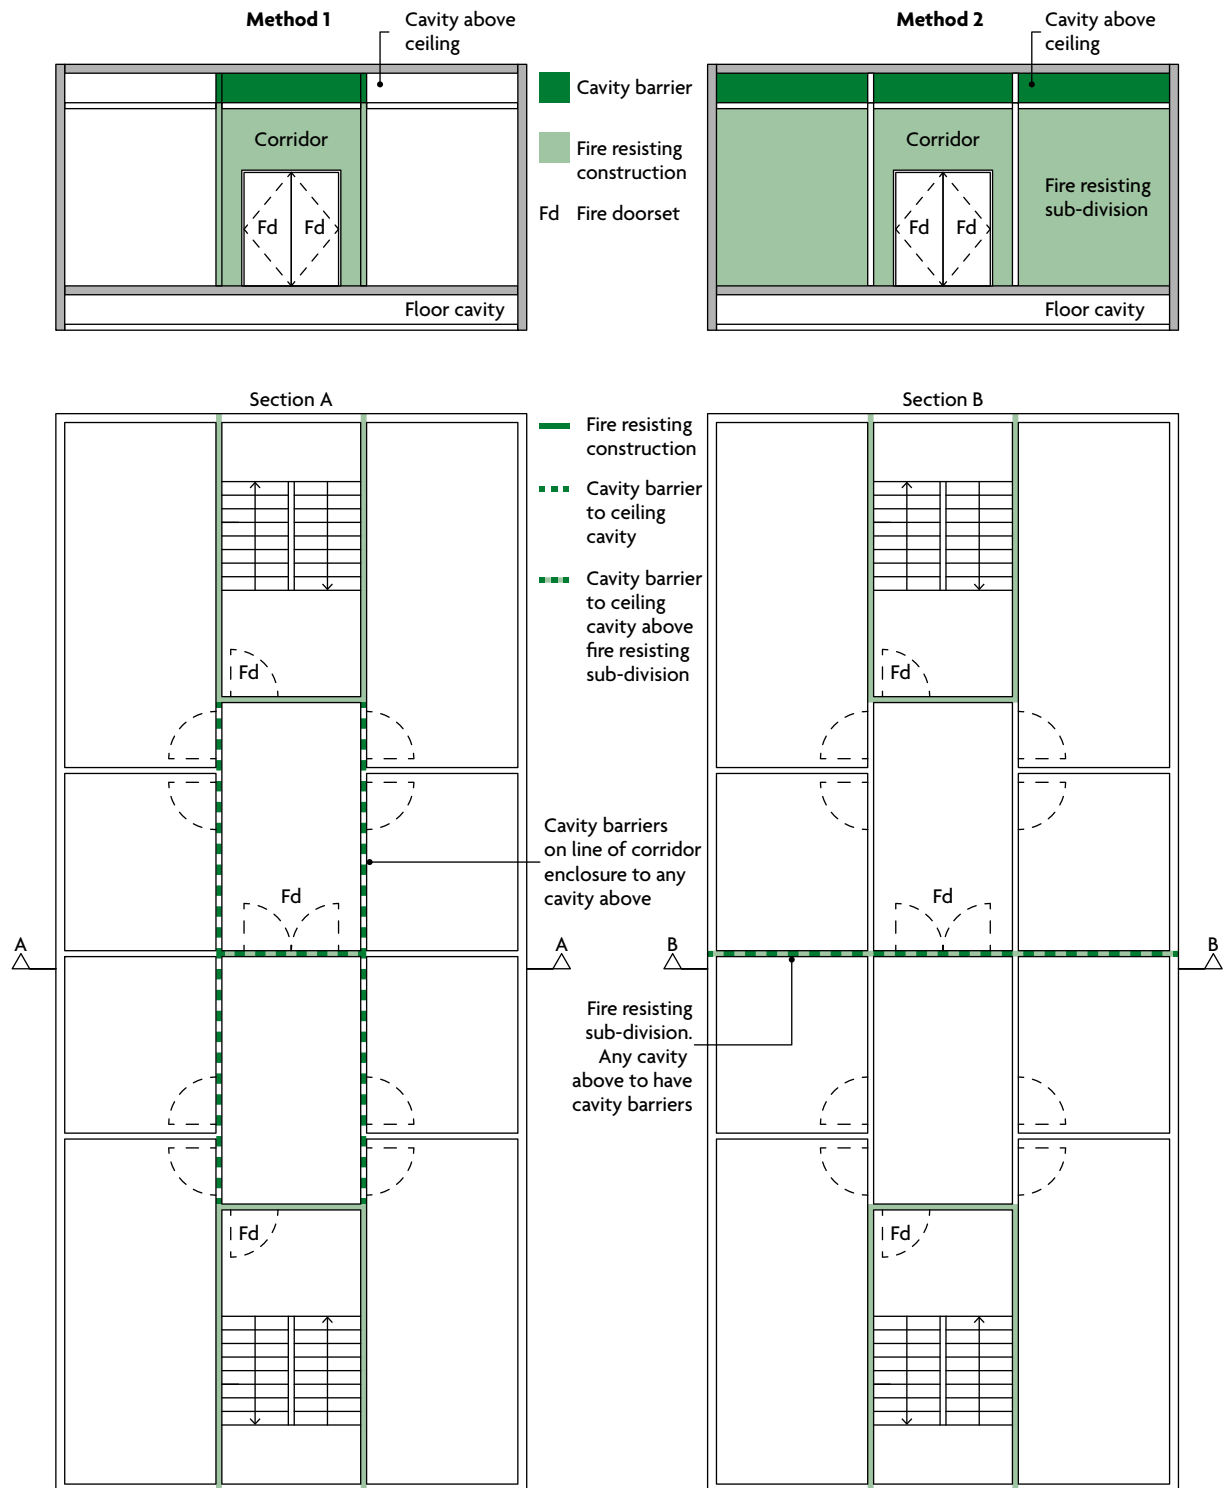 Method 1
Cavity above
ceiling
Corridor
Fd
Fd
Floor cavity
Cavity barrier
Fire resisting
construction
Fd Fire doorset
Method 2
Cavity above
ceiling
Corridor
Fire resisting
sub-division
Fd
Fd
Floor cavity
Section A
Fd
Fd
A
A
Fd
Fire resisting
construction
Cavity barrier
to ceiling
cavity
Cavity barrier
to ceiling
cavity above
fire resisting
sub-division
Cavity barriers
on line of corridor
enclosure to any
cavity above
Fire resisting
sub-division.
Any cavity
above to have
cavity barriers
Section B
Fd
Fd
B
B
Fd